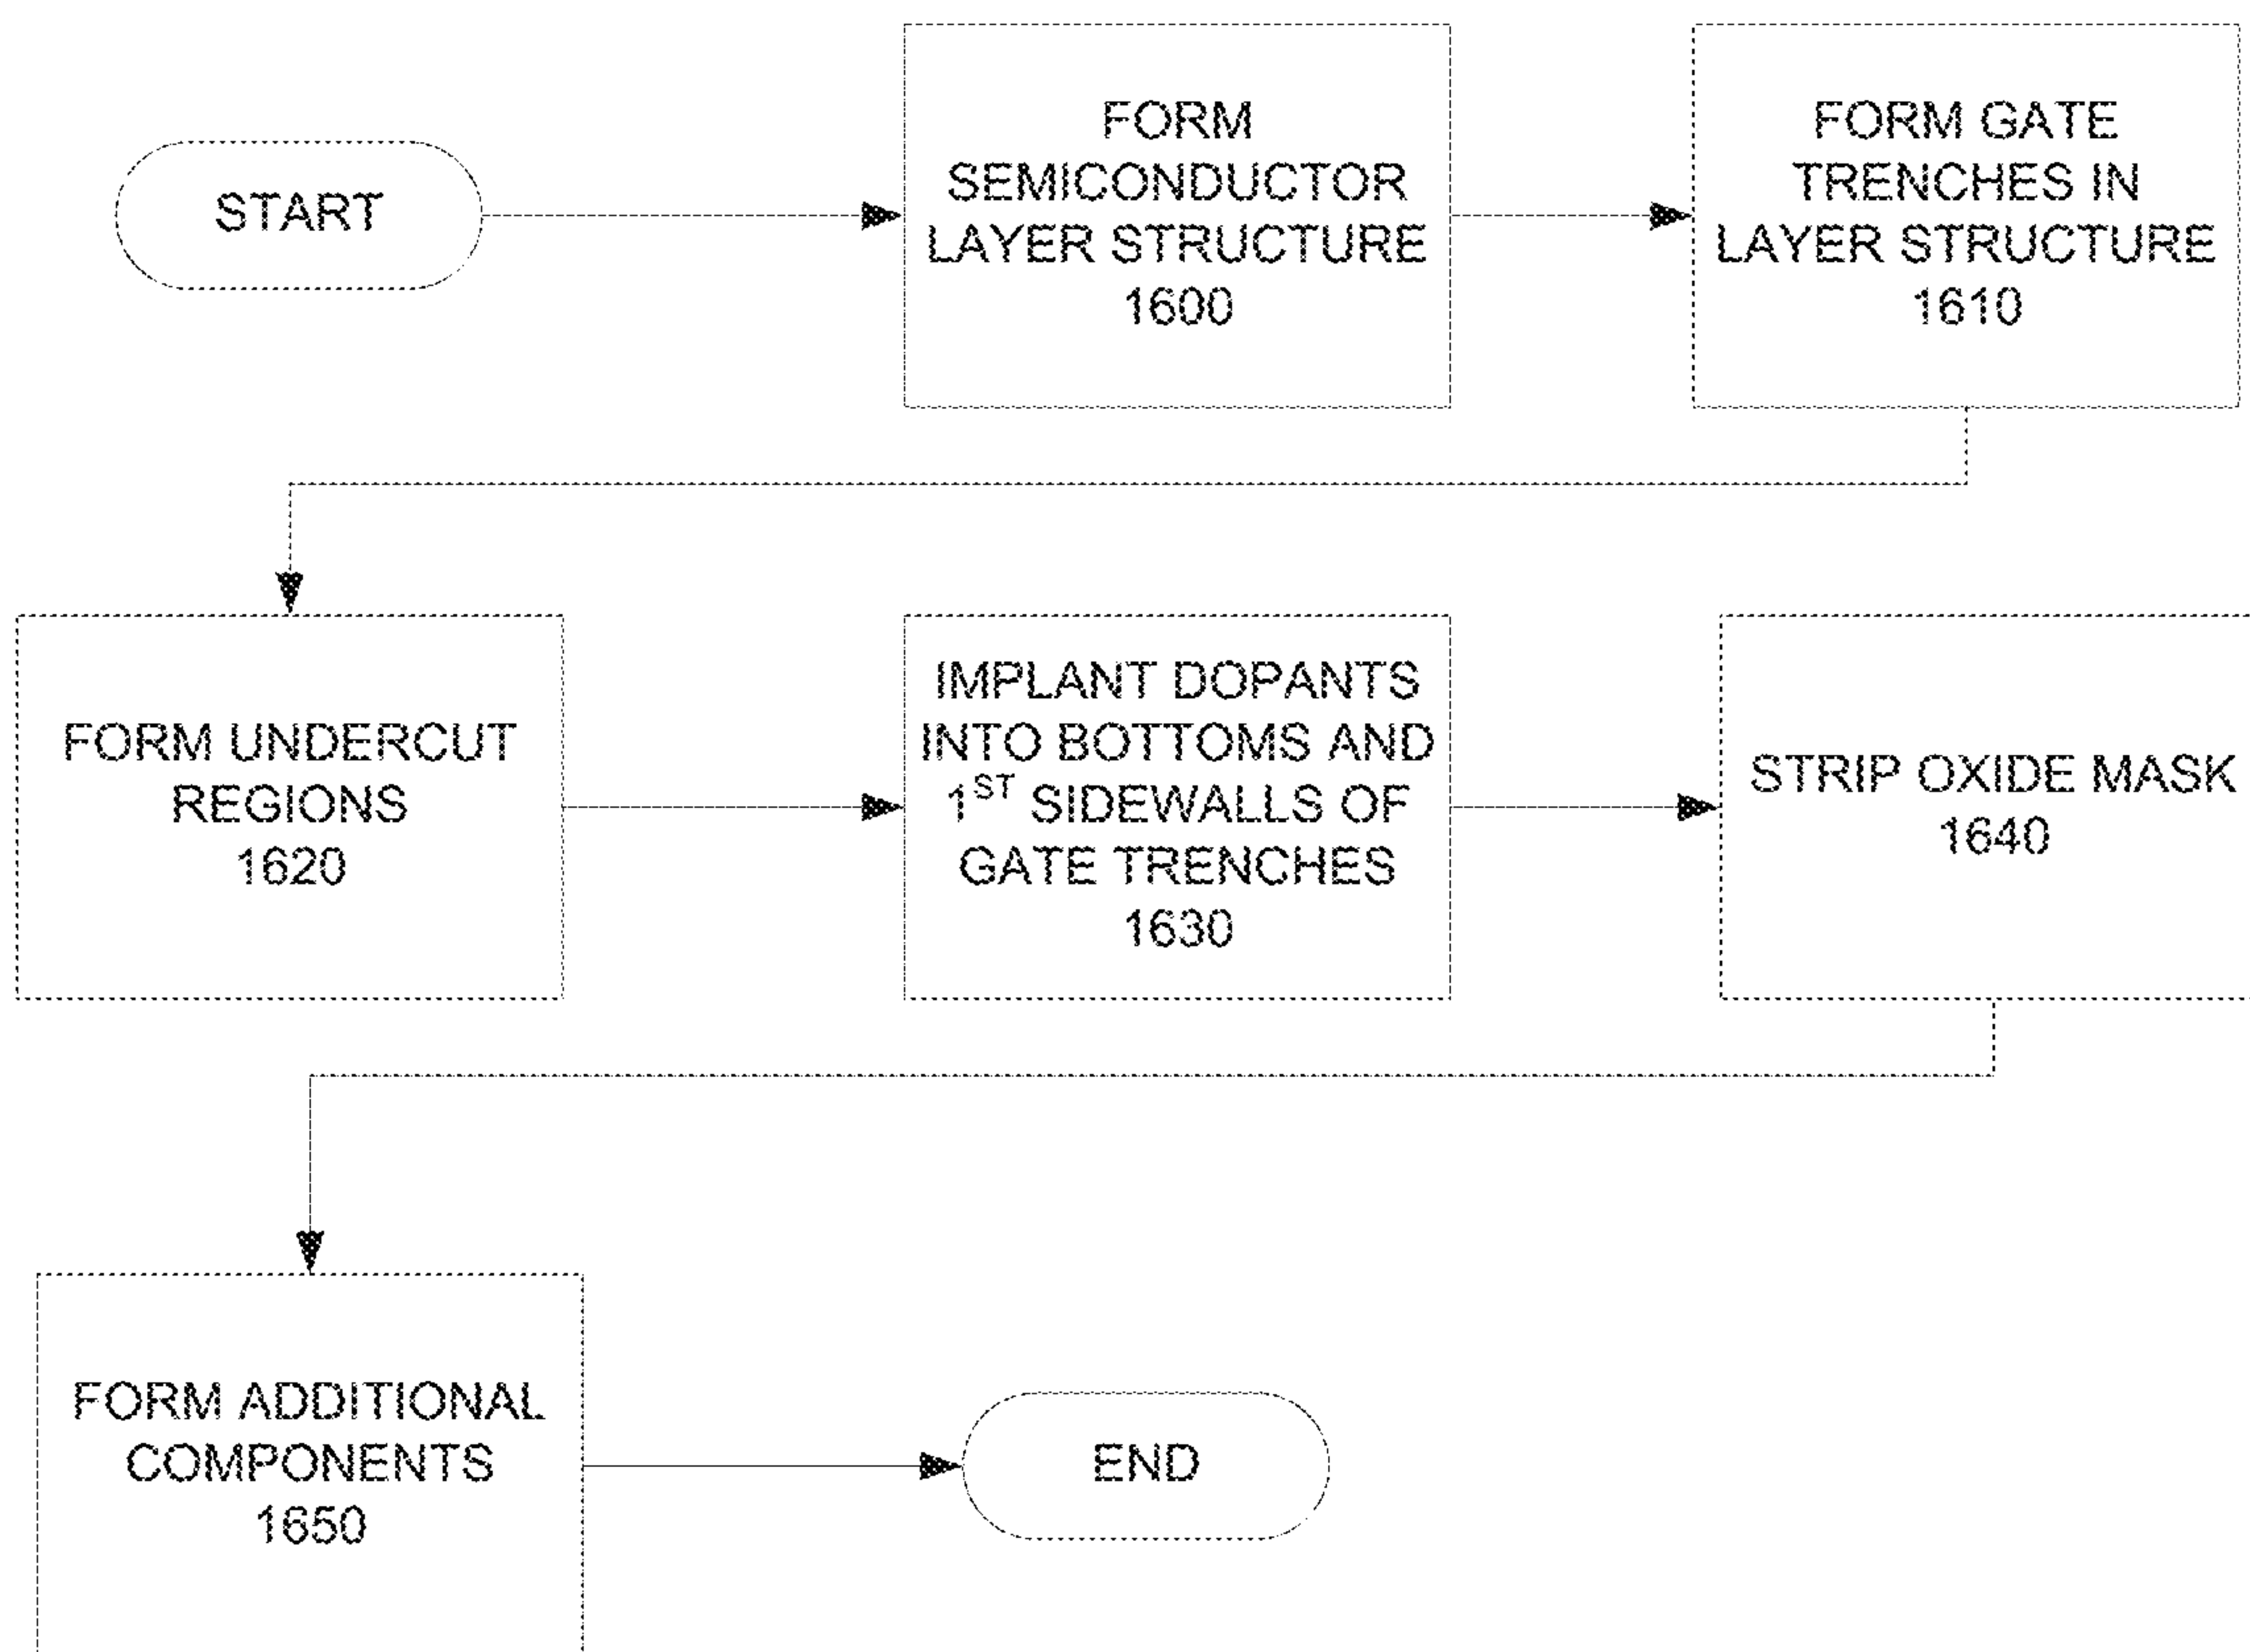 START
FORM
SEMICONDUCTOR
LAYER STRUCTURE
1600
FORM GATE
TRENCHES IN
LAYER STRUCTURE
1610
FORM UNDERCUT
REGIONS
1620
IMPLANT DOPANTS
INTO BOTTOMS AND
1ST SIDEWALLS OF
GATE TRENCHES
1630
STRIP OXIDE MASK
1640
FORM ADDITIONAL
COMPONENTS
1650
END